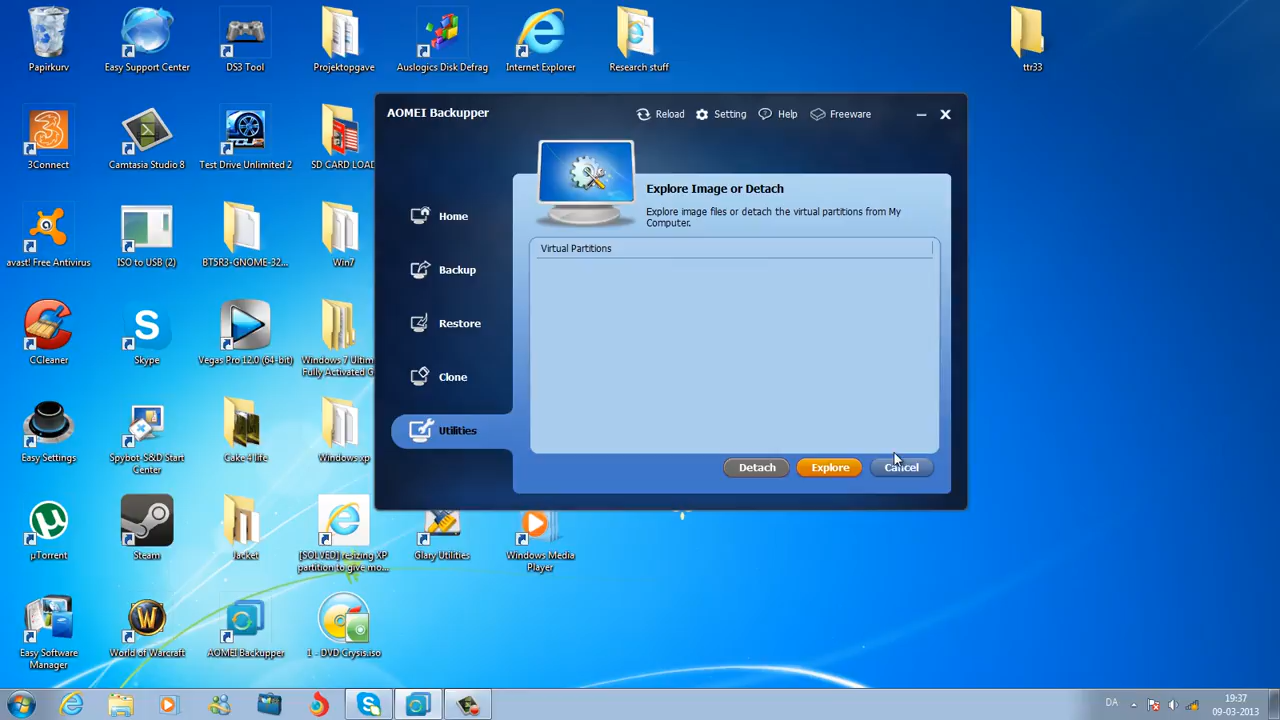 Papirkurv
Easy Support Center
DS3 Tool
Projektopgave
Auslogics Disk Defrag
Internet Explorer
Research stuff
ttr33
3Connect
Camtasia Studio 8
Test Drive Unlimited 2
SD CARD LOAD
avast! Free Antivirus
ISO to USB (2)
BT5R3-GNOME-32...
Win7
CCleaner
Skype
Vegas Pro 12.0 (64-bit)
Windows 7 Ultim
Fully Activated G
Easy Settings
Spybot-S&D Start
Center
Cake 4 life
Windows xp
µTorrent
Steam
Jacket
[SOLVED] resizing XP
partition to give mo...
Glary Utilities
Windows Media
Player
Easy Software
Manager
World of Warcraft
AOMEI Backupper
1 - DVD Crysis.iso
AOMEI Backupper
Reload
Setting
Help
Freeware
Home
Backup
Restore
Clone
Utilities
Explore Image or Detach
Explore image files or detach the virtual partitions from My
Computer.
Virtual Partitions
Detach
Explore
Cancel
DA
19:37
09-03-2013